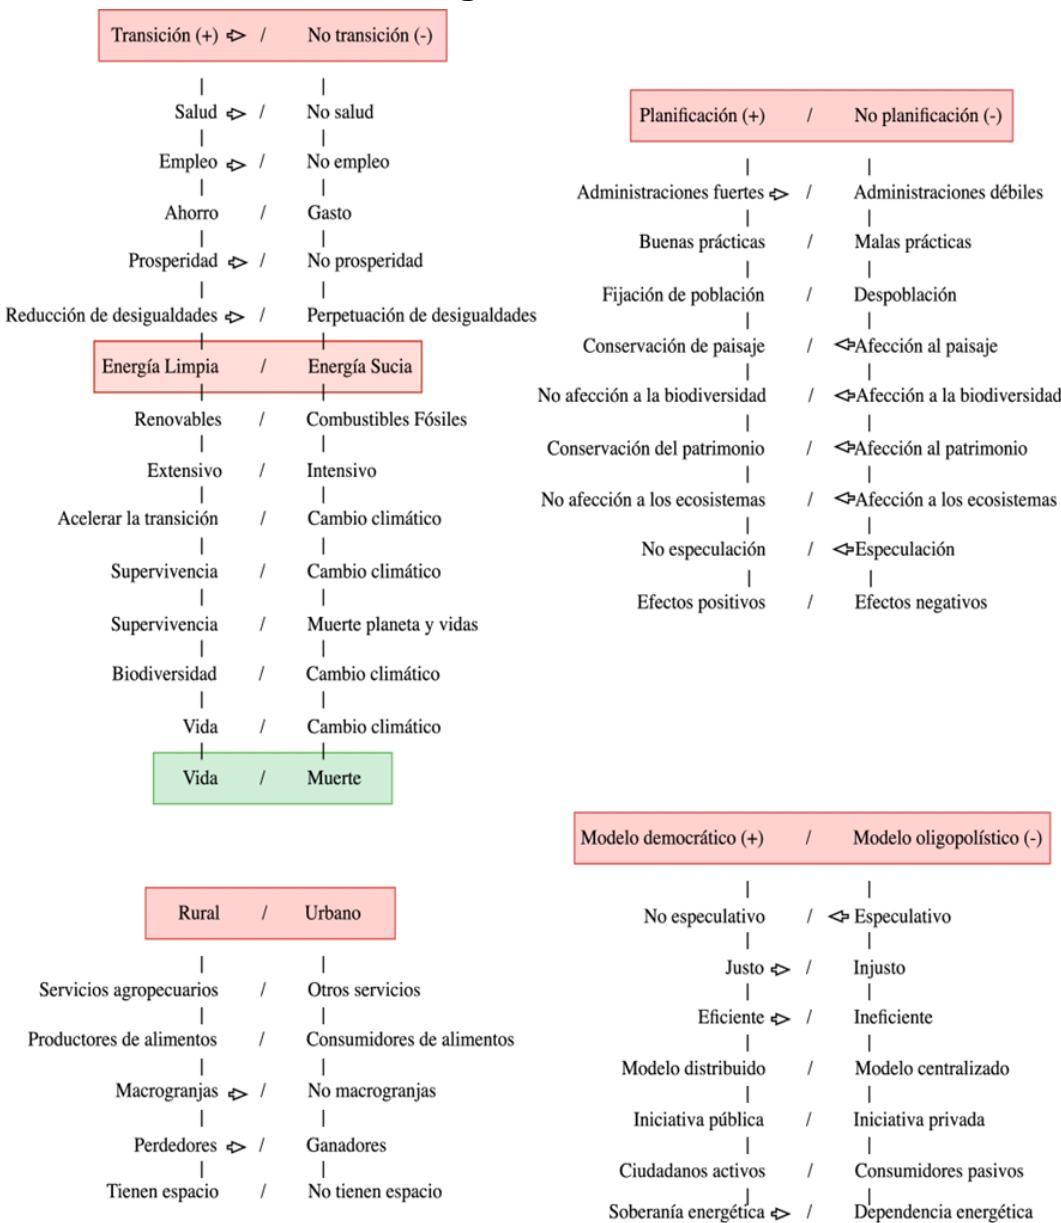 Transición (+) ⇨ / No transición (-)
Salud ⇨ / No salud
Empleo ⇨ / No empleo
Ahorro / Gasto
Prosperidad ⇨ / No prosperidad
Reducción de desigualdades ⇨ / Perpetuación de desigualdades
Energía Limpia / Energía Sucia
Renovables / Combustibles Fósiles
Extensivo / Intensivo
Acelerar la transición / Cambio climático
Supervivencia / Cambio climático
Supervivencia / Muerte planeta y vidas
Biodiversidad / Cambio climático
Vida / Cambio climático
Vida / Muerte
Rural / Urbano
Servicios agropecuarios / Otros servicios
Productores de alimentos / Consumidores de alimentos
Macrogranjas ⇨ / No macrogranjas
Perdedores ⇨ / Ganadores
Tienen espacio / No tienen espacio
Planificación (+) / No planificación (-)
Administraciones fuertes ⇨ / Administraciones débiles
Buenas prácticas / Malas prácticas
Fijación de población / Despoblación
Conservación de paisaje / ⇦ Afección al paisaje
No afección a la biodiversidad / ⇦ Afección a la biodiversidad
Conservación del patrimonio / ⇦ Afección al patrimonio
No afección a los ecosistemas / ⇦ Afección a los ecosistemas
No especulación / ⇦ Especulación
Efectos positivos / Efectos negativos
Modelo democrático (+) / Modelo oligopolístico (-)
No especulativo / ⇦ Especulativo
Justo ⇨ / Injusto
Eficiente ⇨ / Ineficiente
Modelo distribuido / Modelo centralizado
Iniciativa pública / Iniciativa privada
Ciudadanos activos / Consumidores pasivos
Soberanía energética ⇨ / Dependencia energética